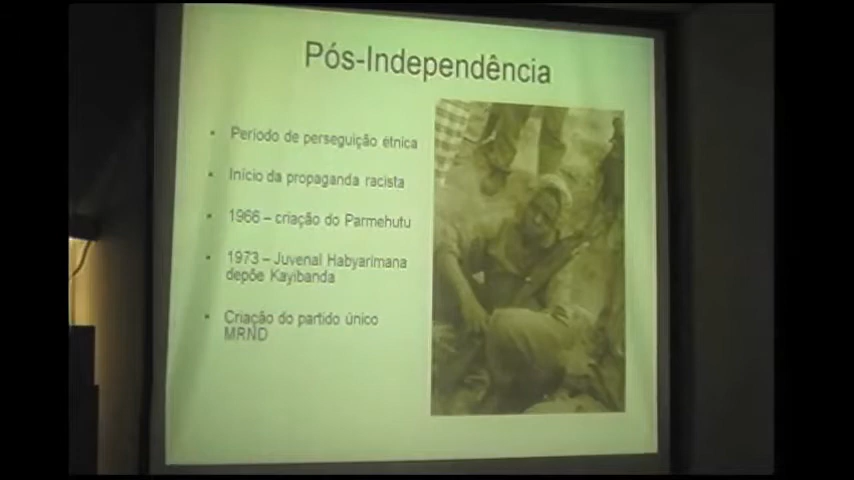 Pós-Independência
• Período de perseguição étnica
• Início da propaganda racista
• 1966 – criação do Parmehutu
• 1973 – Juvenal Habyarimana
depõe Kayibanda
• Criação do partido único
MRND